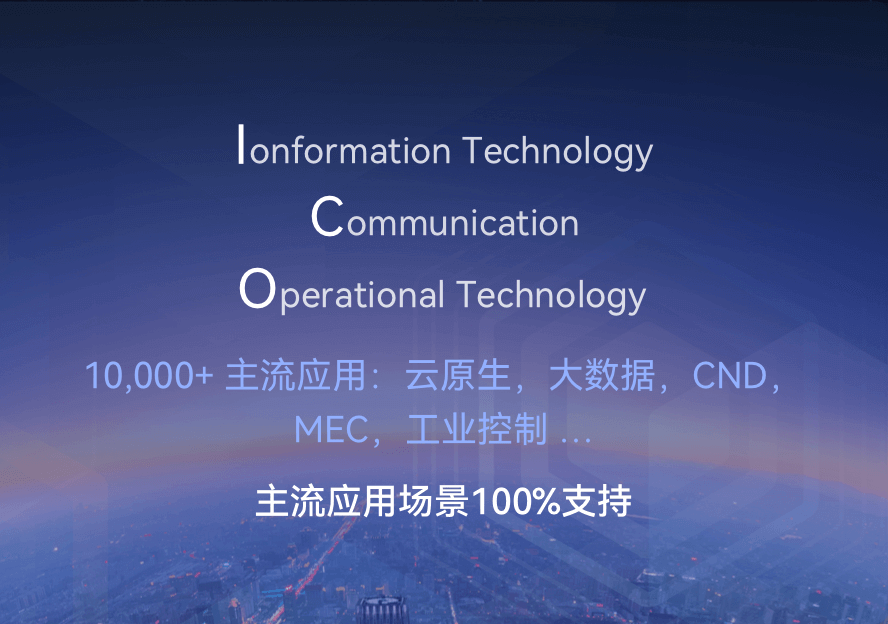 Ionformation Technology
Communication
Operational Technology
10,000+ 主流应用：云原生，大数据，CND，
MEC，工业控制 …
主流应用场景100%支持